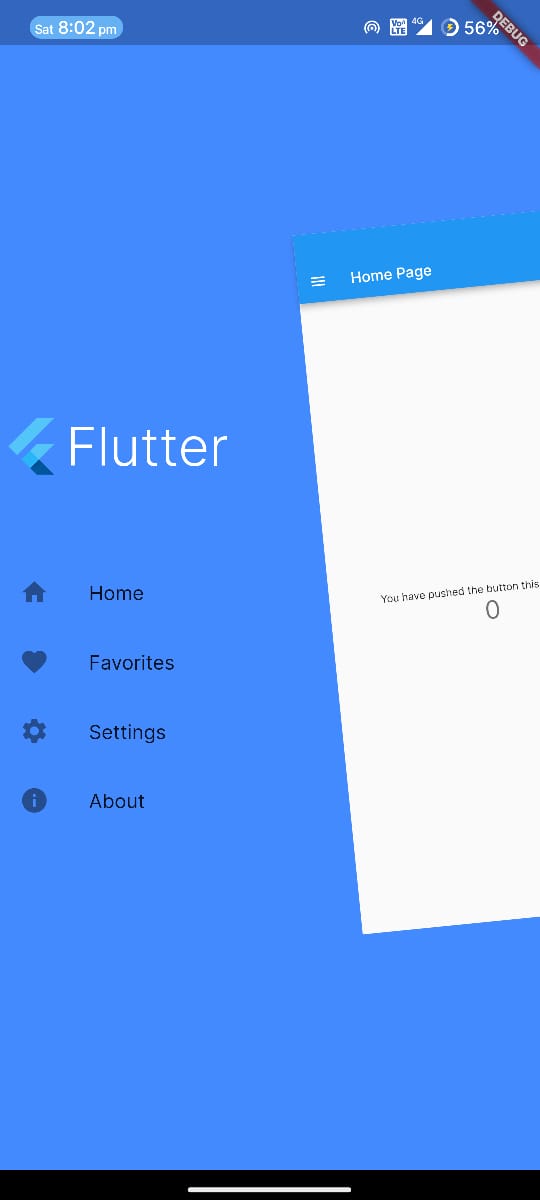 Sat 8:02 pm
Vo)) LTE 4G 56%
DEBUG
Home Page
Flutter
You have pushed the button this
0
Home
Favorites
Settings
About